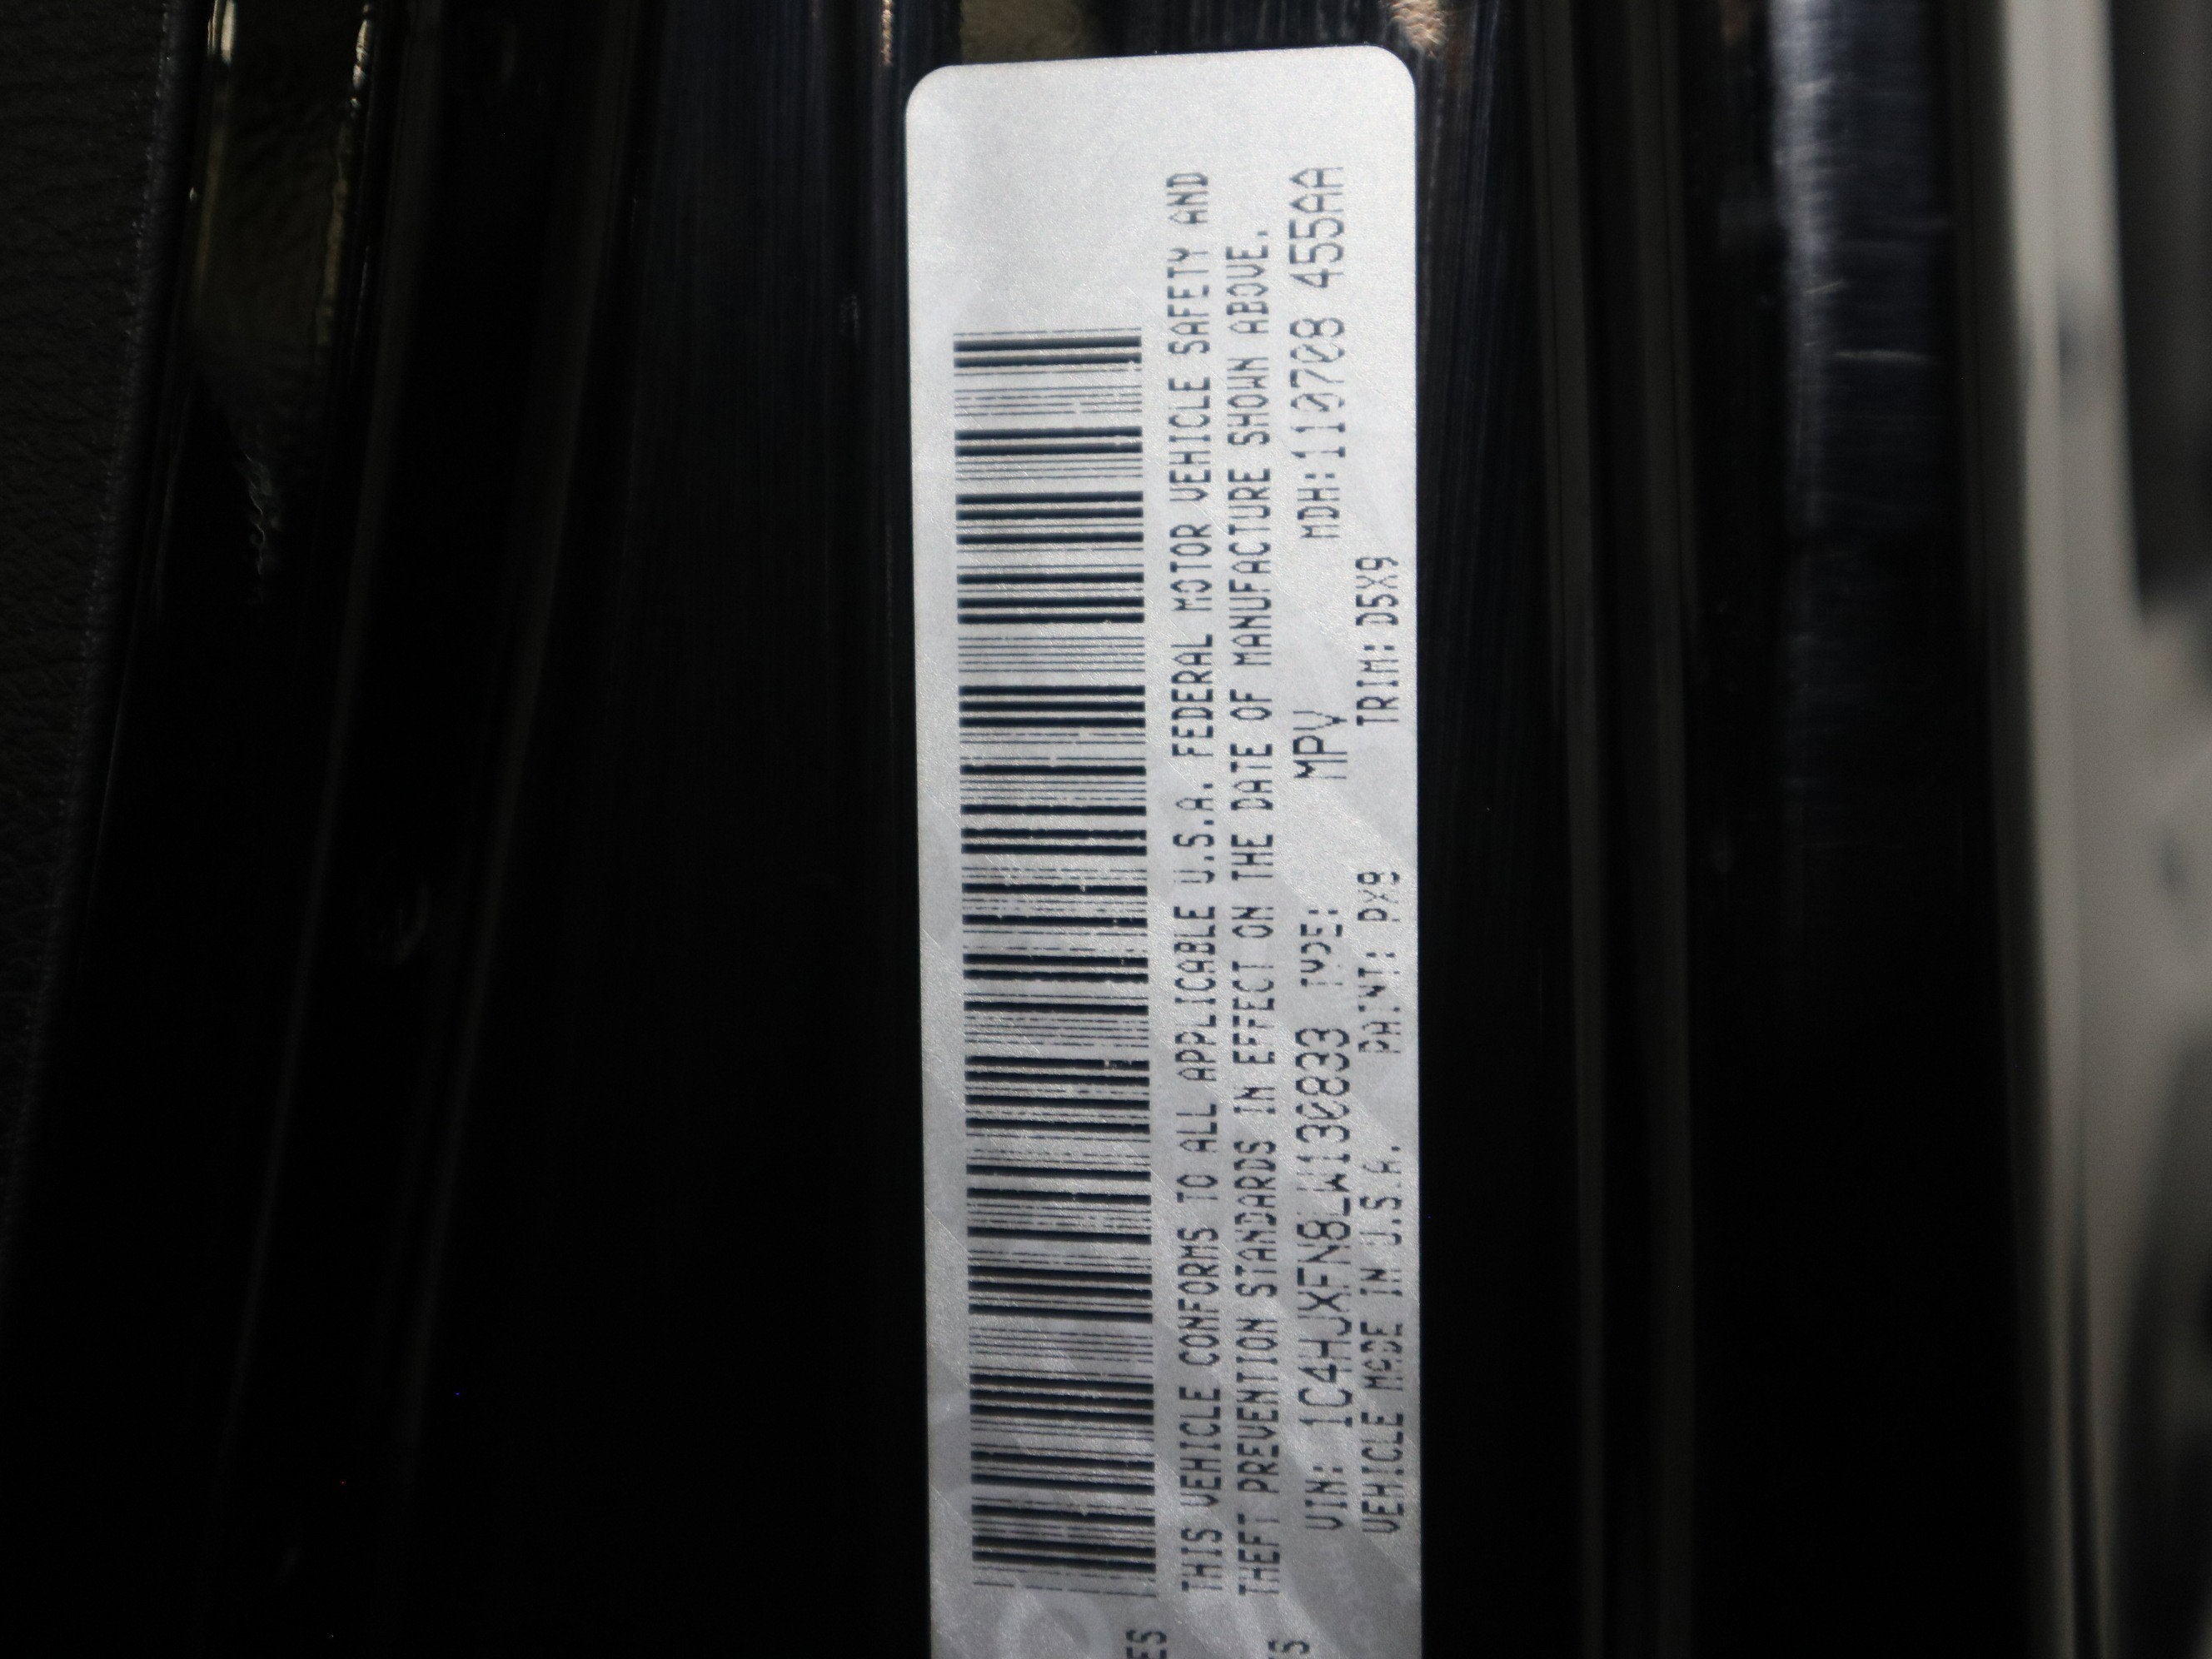 THIS VEHICLE CONFORMS TO ALL APPLICABLE U.S.A. FEDERAL MOTOR VEHICLE SAFETY AND
THEFT PREVENTION STANDARDS IN EFFECT ON THE DATE OF MANUFACTURE SHOWN ABOVE.
VIN: 1C4HJXFN8LW130833 TYPE: MPV MDH:110708 455AA
VEHICLE MADE IN U.S.A. PAINT: PX9 TRIM:D5X9